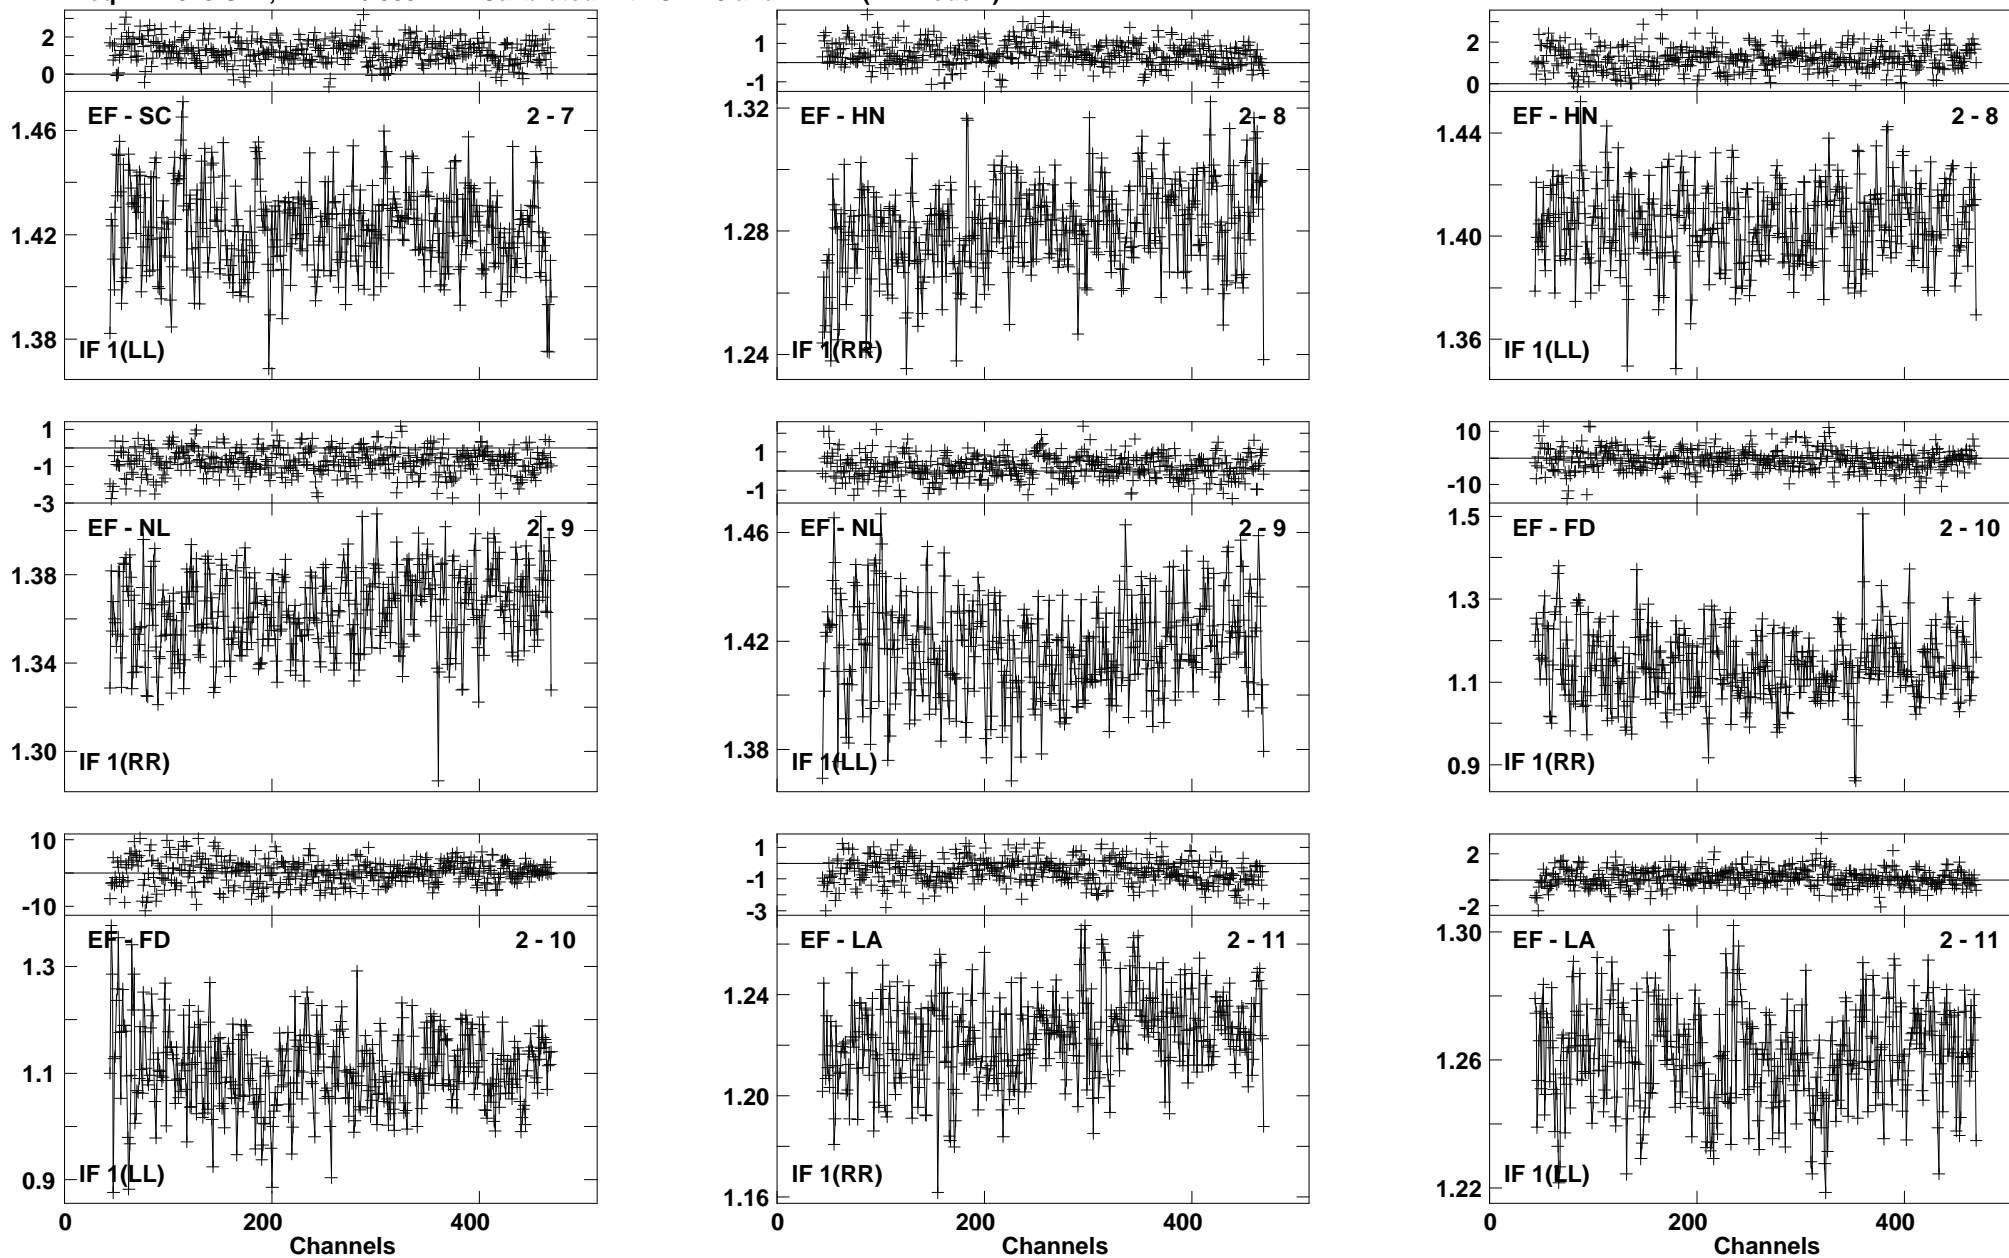 2
0
EF - SC 2 - 7
1.46
1.42
1.38
IF 1(LL)
1
-1
EF - HN 2 - 8
1.32
1.28
1.24
IF 1(RR)
2
0
EF - HN 2 - 8
1.44
1.40
1.36
IF 1(LL)
1
-1
-3
EF - NL 2 - 9
1.38
1.34
1.30
IF 1(RR)
1
-1
EF - NL 2 - 9
1.46
1.42
1.38
IF 1(LL)
10
-10
EF - FD 2 - 10
1.5
1.3
1.1
0.9
IF 1(RR)
10
-10
EF - FD 2 - 10
1.3
1.1
0.9
IF 1(LL)
0 200 400
Channels
1
-1
-3
EF - LA 2 - 11
1.24
1.20
1.16
IF 1(RR)
0 200 400
Channels
2
0
-2
EF - LA 2 - 11
1.30
1.26
1.22
IF 1(LL)
0 200 400
Channels